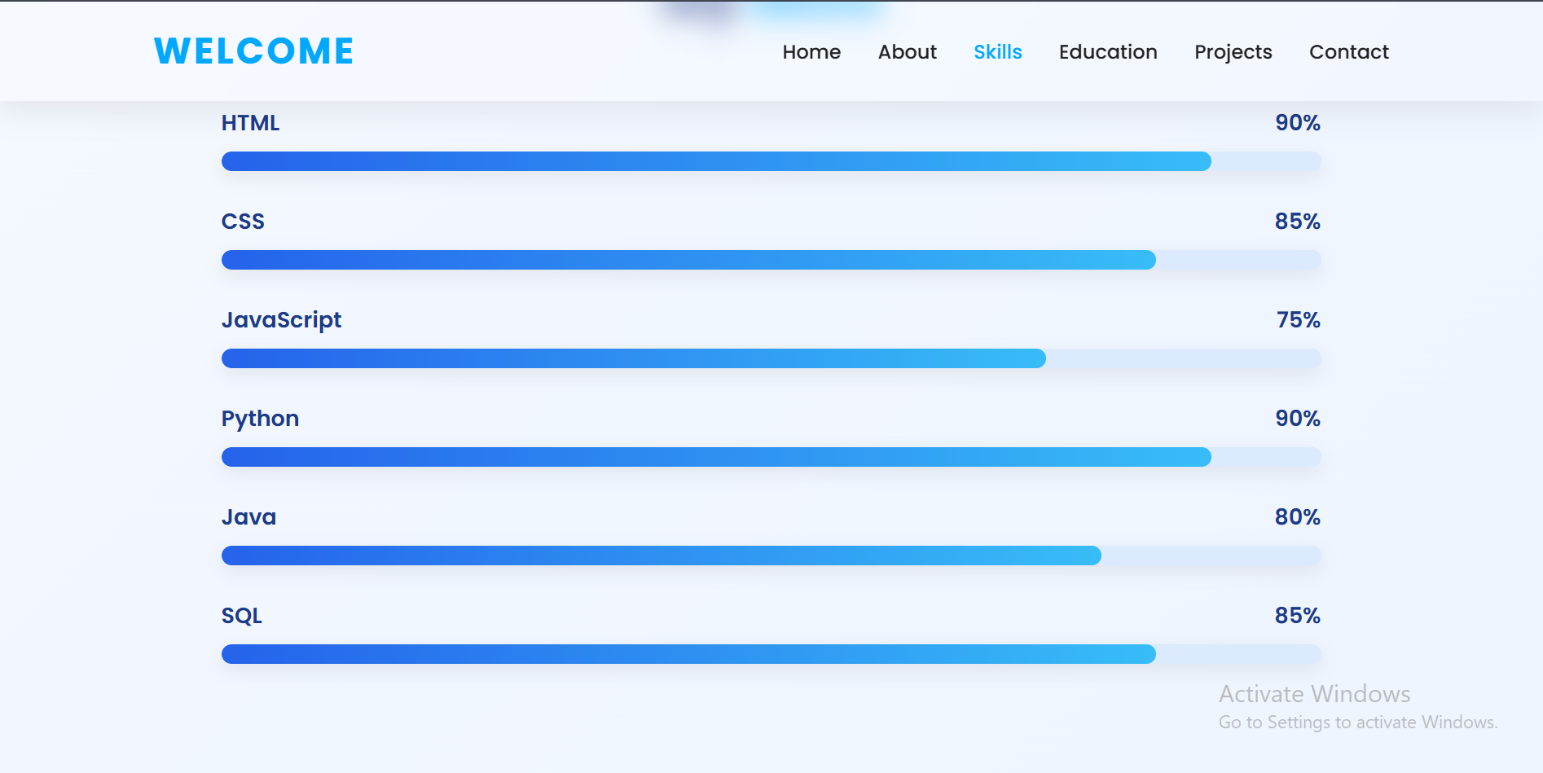 WELCOME
Home About Skills Education Projects Contact
HTML 90%
CSS 85%
JavaScript 75%
Python 90%
Java 80%
SQL 85%
Activate Windows
Go to Settings to activate Windows.